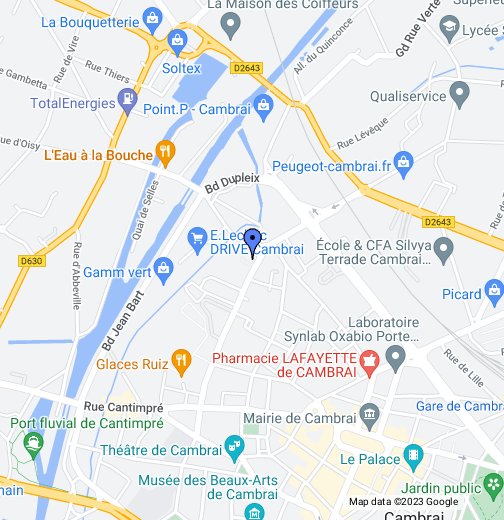 La Maison des Coiffeurs
La Bouquetterie
All. du Quinconce
Gd Rue Verte
Lycée
Rue de Vire
Rue Thiers
Soltex
D2643
Gambetta
TotalEnergies
Point.P - Cambrai
Qualiservice
Rue Lévêque
Rue d'Oisy
L'Eau à la Bouche
Peugeot-cambrai.fr
Bd Dupleix
Quai de Selles
D2643
E.Leclerc
DRIVE Cambrai
École & CFA Silvya
Terrade Cambrai...
D630
Rue d'Abbeville
Gamm vert
Picard
Bd Jean Bart
Laboratoire
Synlab Oxabio Porte...
Glaces Ruiz
Pharmacie LAFAYETTE
de CAMBRAI
Rue de Lille
Rue Cantimpré
Gare de Cambra
Mairie de Cambrai
Port fluvial de Cantimpré
Théâtre de Cambrai
Le Palace
Musée des Beaux-Arts
de Cambrai
Jardin public
main
Map data ©2023 Google
Cambrai